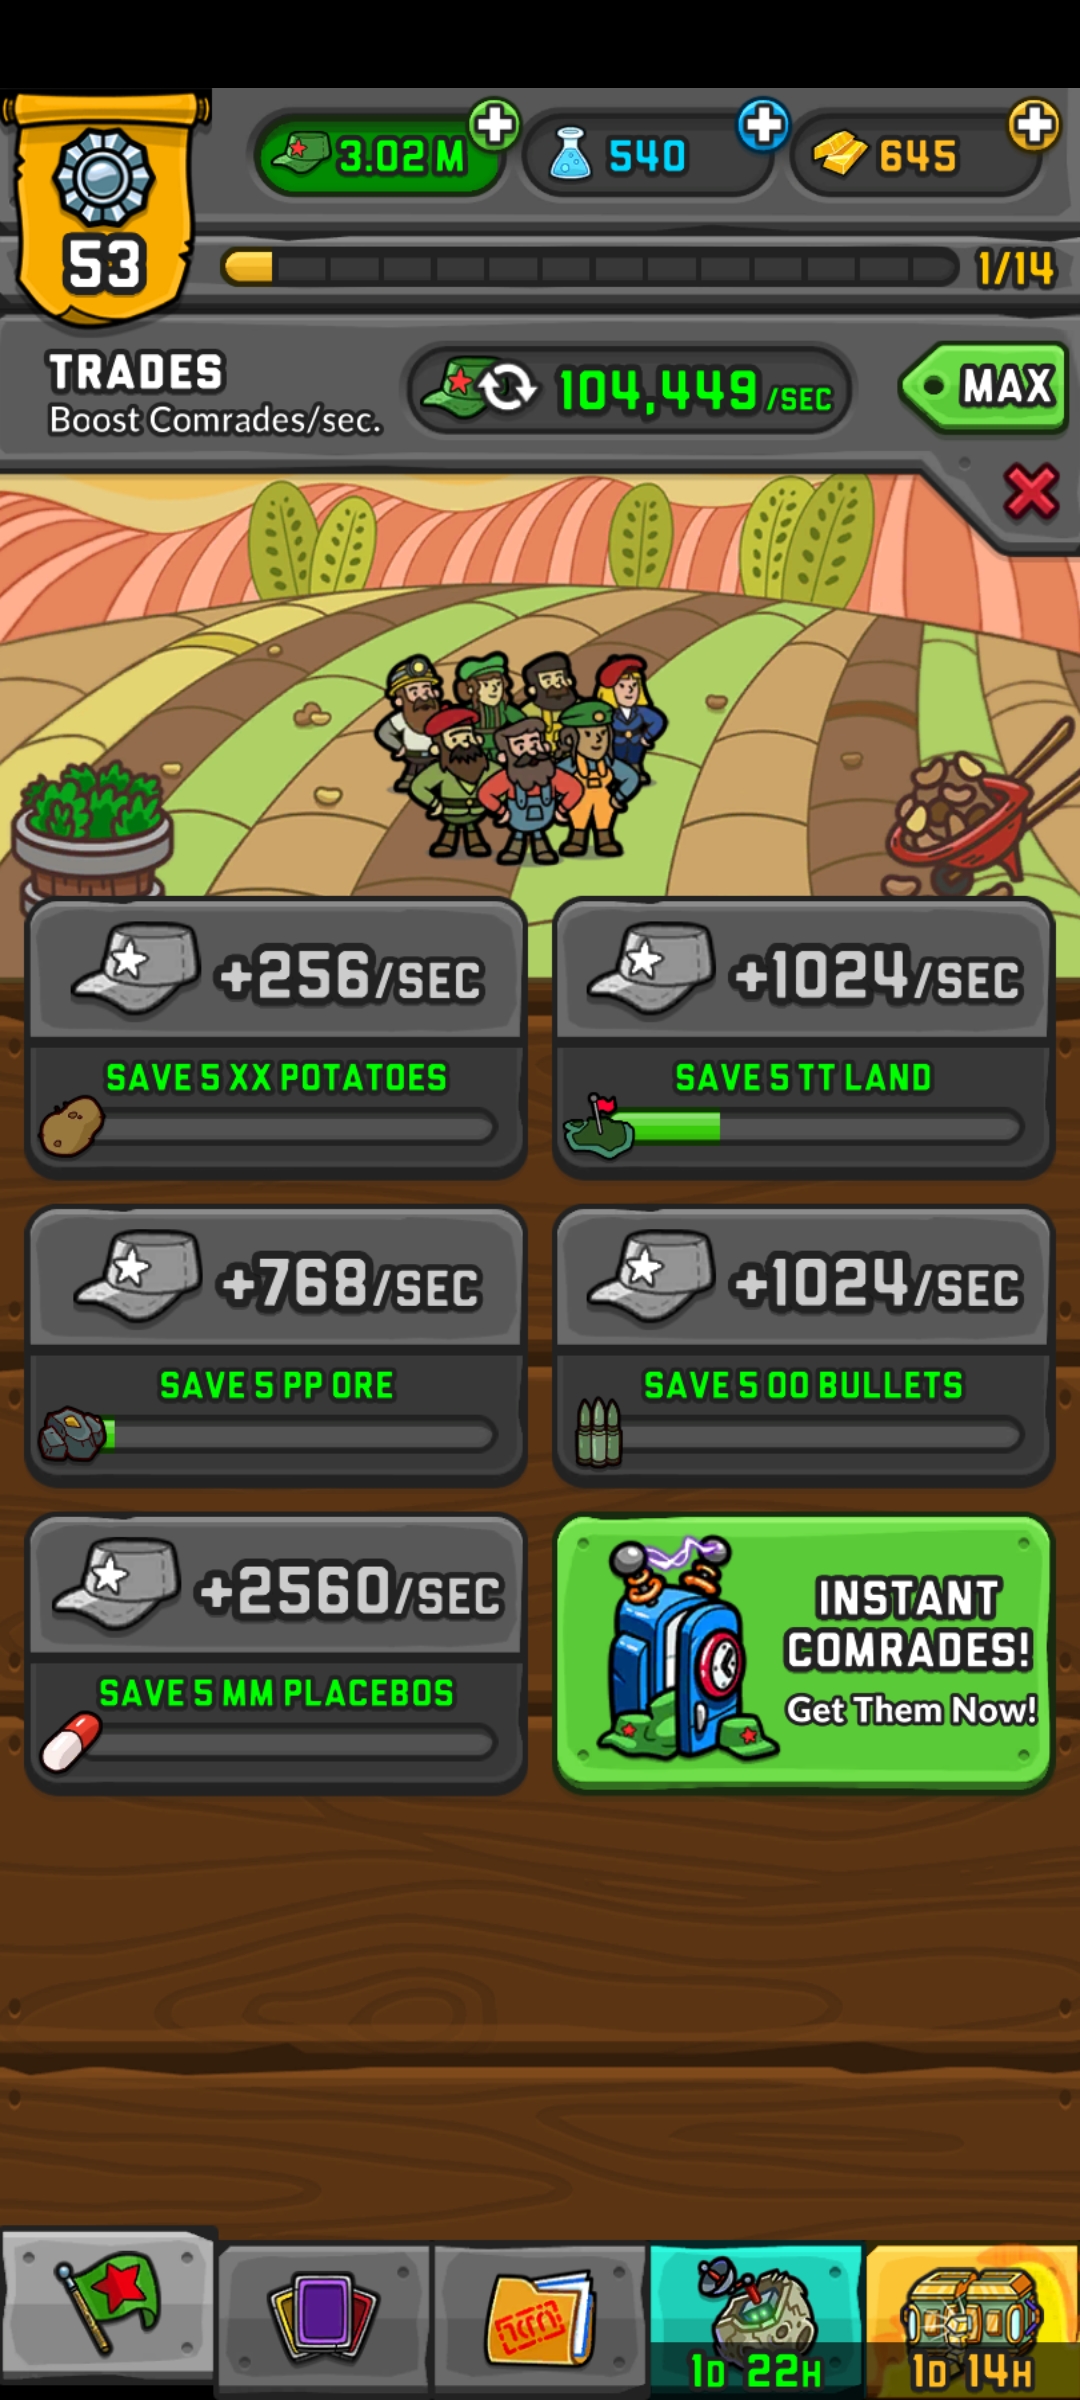 3.02 M
540
645
53
1/14
TRADES
Boost Comrades/sec.
104,449/SEC
MAX
+256/SEC
+1024/SEC
SAVE 5 XX POTATOES
SAVE 5 TT LAND
+768/SEC
+1024/SEC
SAVE 5 PP ORE
SAVE 5 OO BULLETS
+2560/SEC
INSTANT
COMRADES!
Get Them Now!
SAVE 5 MM PLACEBOS
1D 22H
1D 14H